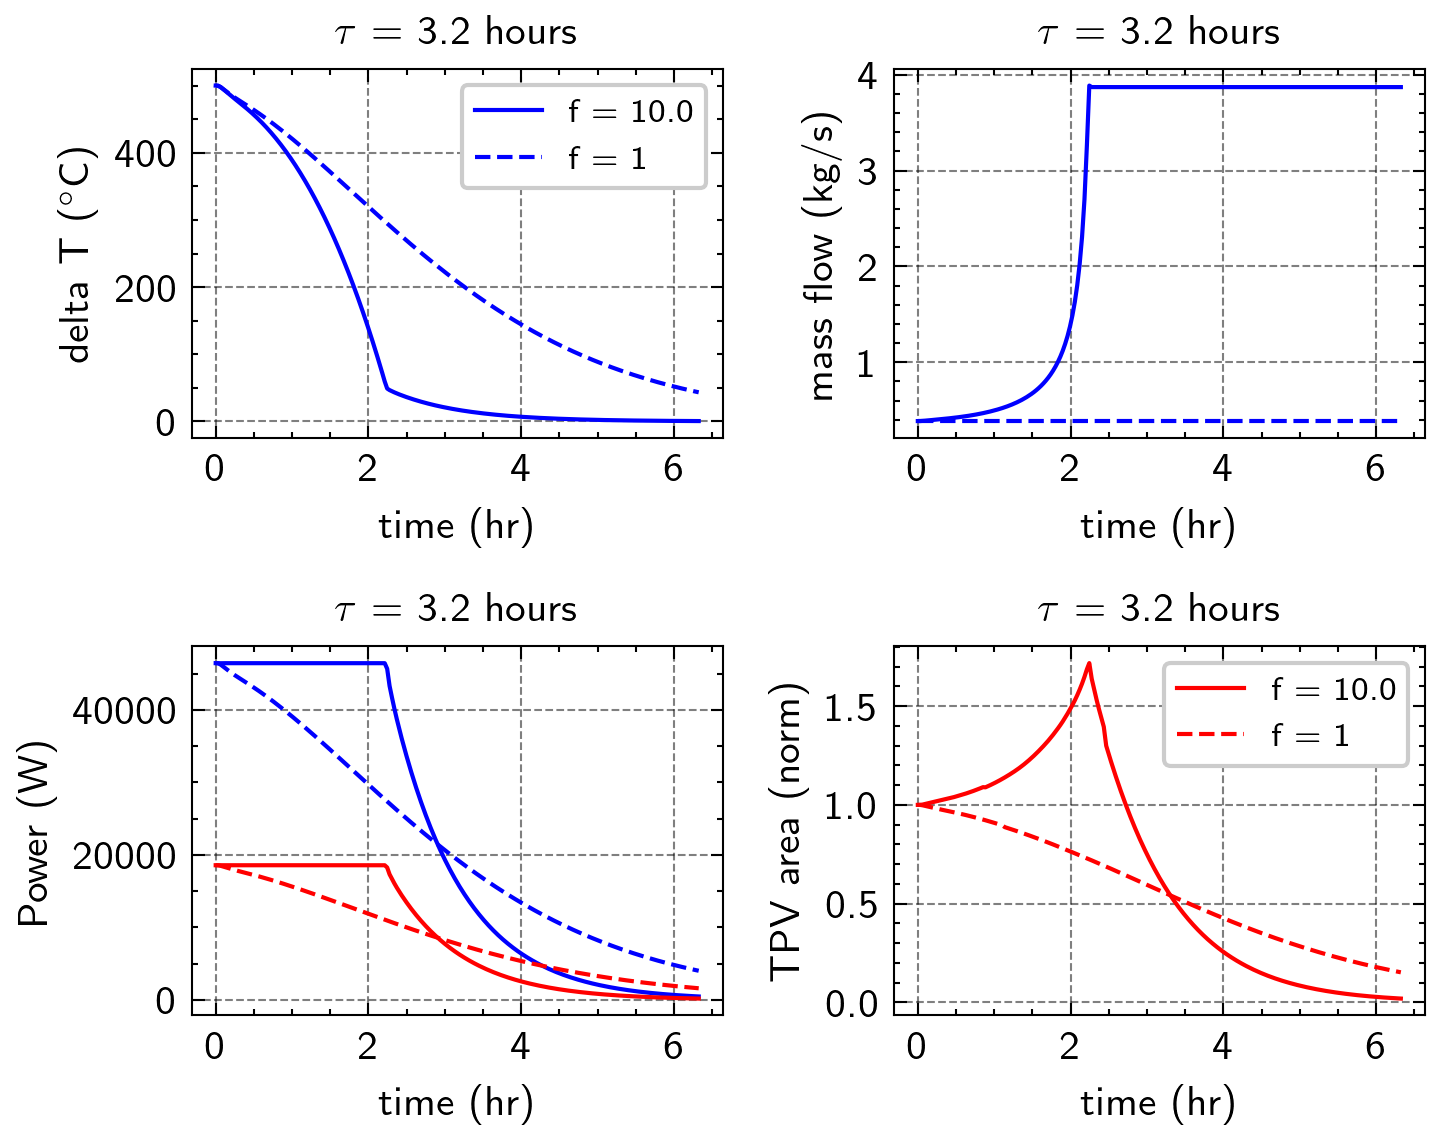 τ = 3.2 hours
delta T (°C)
400
200
0
f = 10.0
f = 1
0 2 4 6
time (hr)
τ = 3.2 hours
mass flow (kg/s)
4
3
2
1
0 2 4 6
time (hr)
τ = 3.2 hours
Power (W)
40000
20000
0
0 2 4 6
time (hr)
τ = 3.2 hours
TPV area (norm)
1.5
1.0
0.5
0.0
f = 10.0
f = 1
0 2 4 6
time (hr)